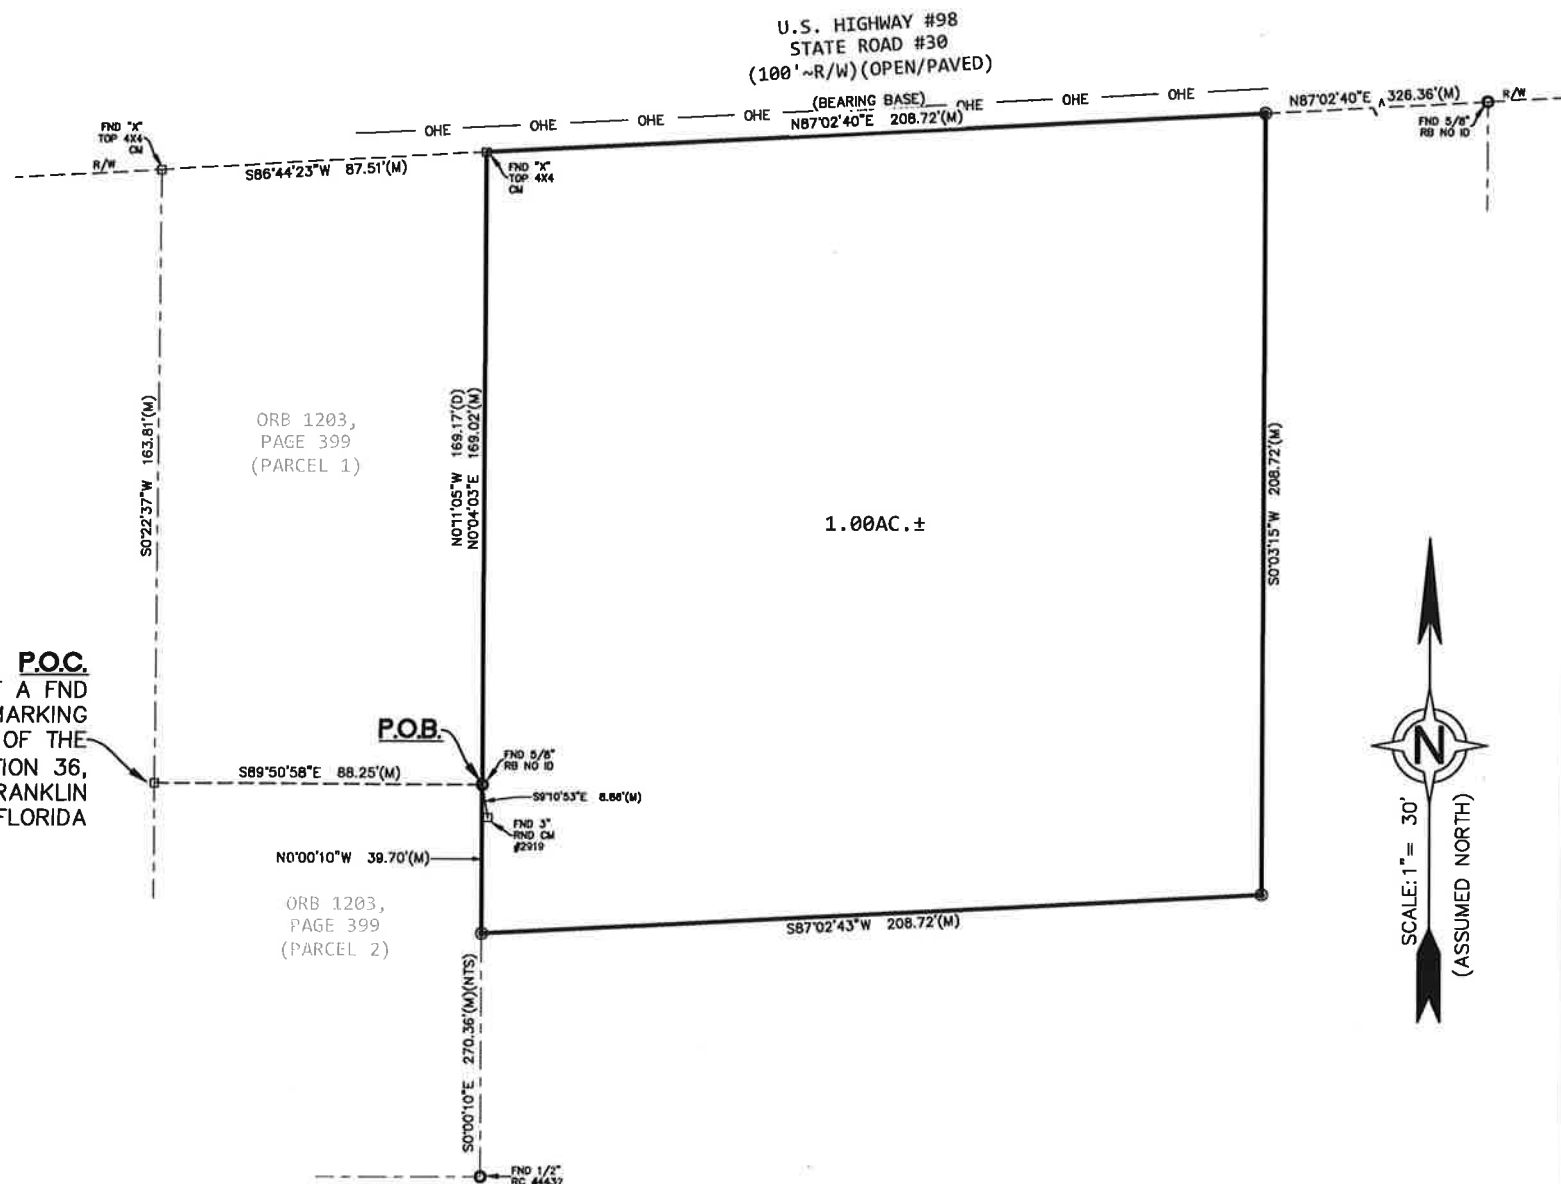 U.S. HIGHWAY #98
STATE ROAD #30
(100'~R/W)(OPEN/PAVED)
OHE OHE OHE OHE (BEARING BASE) OHE OHE OHE
N87°02'40"E 208.72'(M)
N87°02'40"E 326.36'(M)
R/W
FND 5/8"
RB NO ID
FND "X"
TOP 4X4
CM
R/W
S86°44'23"W 87.51'(M)
FND "X"
TOP 4X4
CM
S0°22'37"W 163.81'(M)
ORB 1203,
PAGE 399
(PARCEL 1)
N0°11'05"W 169.17'(D)
N0°04'03"E 169.02'(M)
1.00AC.±
S0°03'15"W 208.72'(M)
P.O.C.
A FND
MARKING
OF THE
TION 36,
RANKLIN
FLORIDA
P.O.B.
FND 5/8"
RB NO ID
S89°50'58"E 88.25'(M)
S9°10'53"E 8.88'(M)
FND 3"
RND CM
#2919
N0°00'10"W 39.70'(M)
ORB 1203,
PAGE 399
(PARCEL 2)
S87°02'43"W 208.72'(M)
S0°00'10"E 270.36'(M)(NTS)
FND 1/2"
N
SCALE: 1" = 30'
(ASSUMED NORTH)